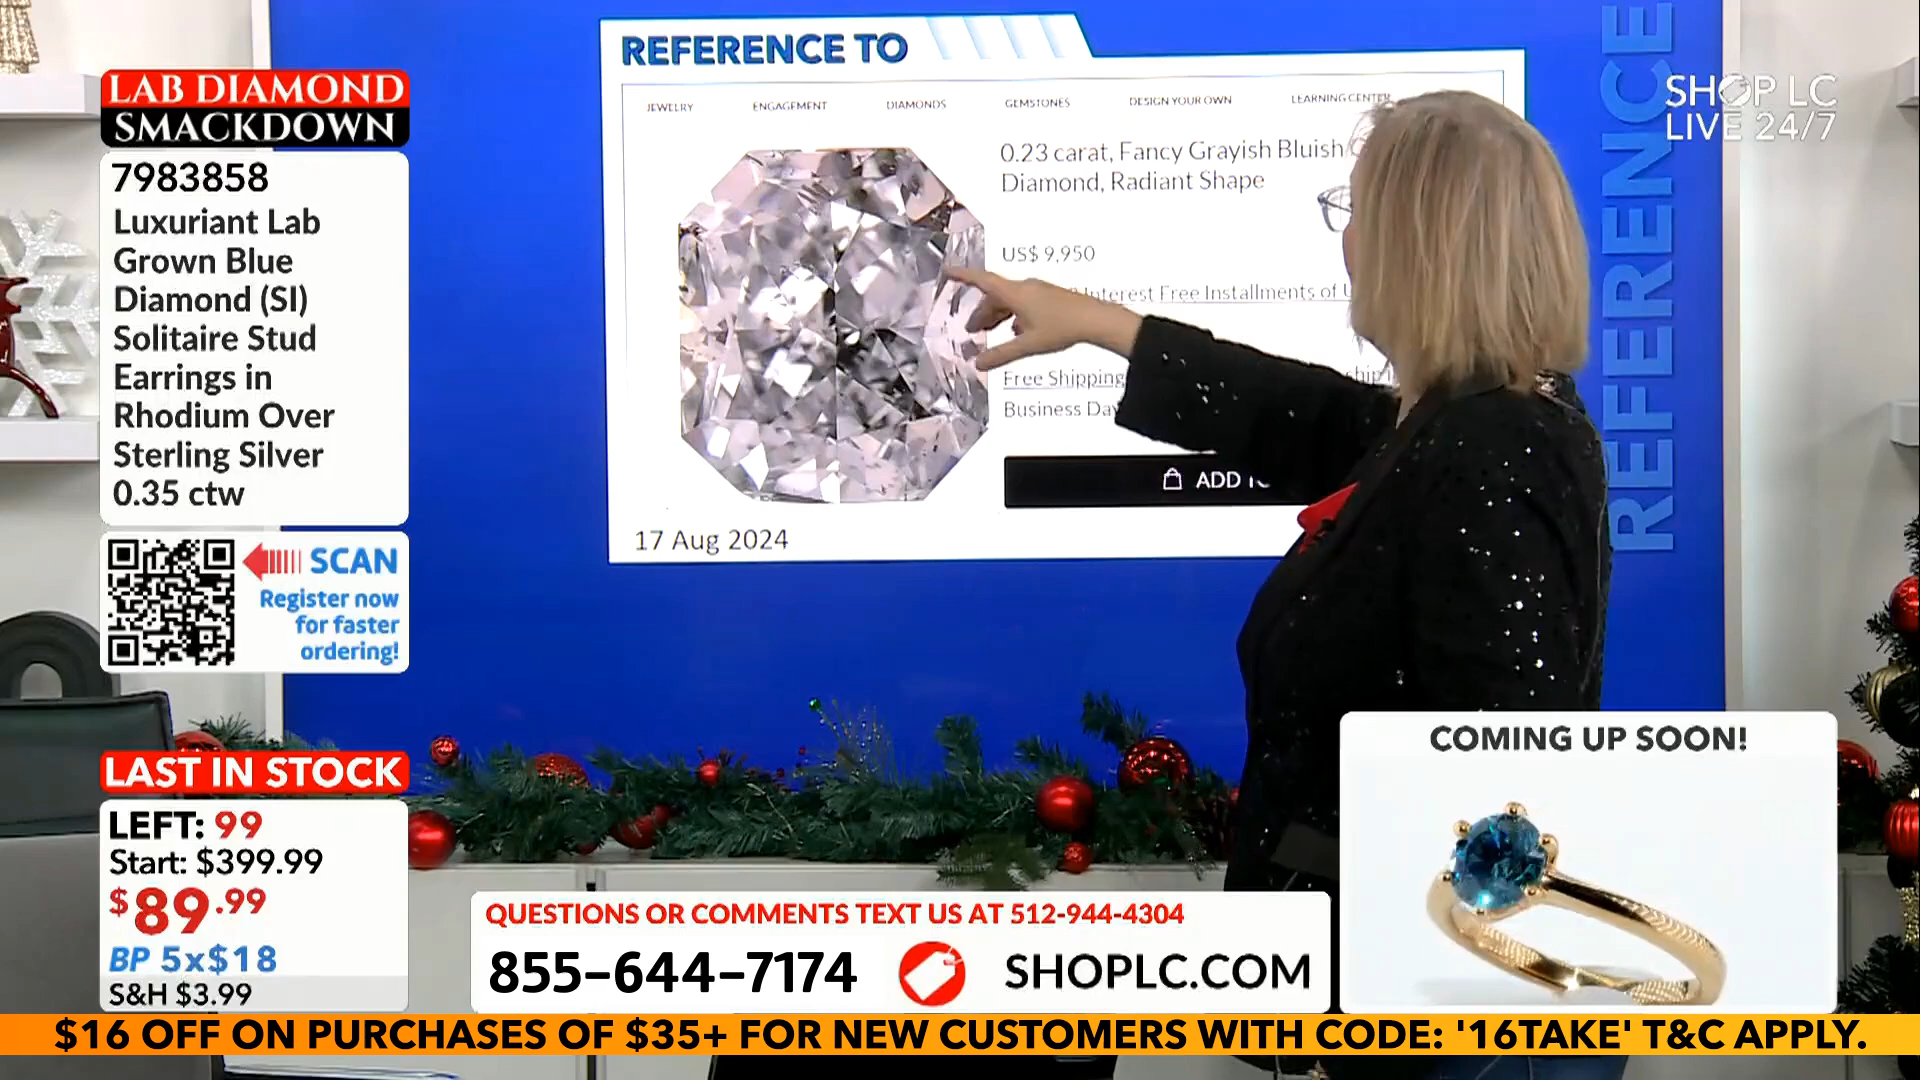 LAB DIAMOND
SMACKDOWN
7983858
Luxuriant Lab
Grown Blue
Diamond (SI)
Solitaire Stud
Earrings in
Rhodium Over
Sterling Silver
0.35 ctw
SCAN
Register now
for faster
ordering!
LAST IN STOCK
LEFT: 99
Start: $399.99
$89.99
BP 5x$18
S&H $3.99
REFERENCE TO
JEWELRY ENGAGEMENT DIAMONDS GEMSTONES DESIGN YOUR OWN LEARNING CENTER
0.23 carat, Fancy Grayish Bluish
Diamond, Radiant Shape
US$ 9,950
Interest Free Installments of
Free Shipping
Business
ADD
17 Aug 2024
REFERENCE
REFERENCE
SHOP LC
LIVE 24/7
COMING UP SOON!
QUESTIONS OR COMMENTS TEXT US AT 512-944-4304
855-644-7174
SHOPLC.COM
$16 OFF ON PURCHASES OF $35+ FOR NEW CUSTOMERS WITH CODE: '16TAKE' T&C APPLY.